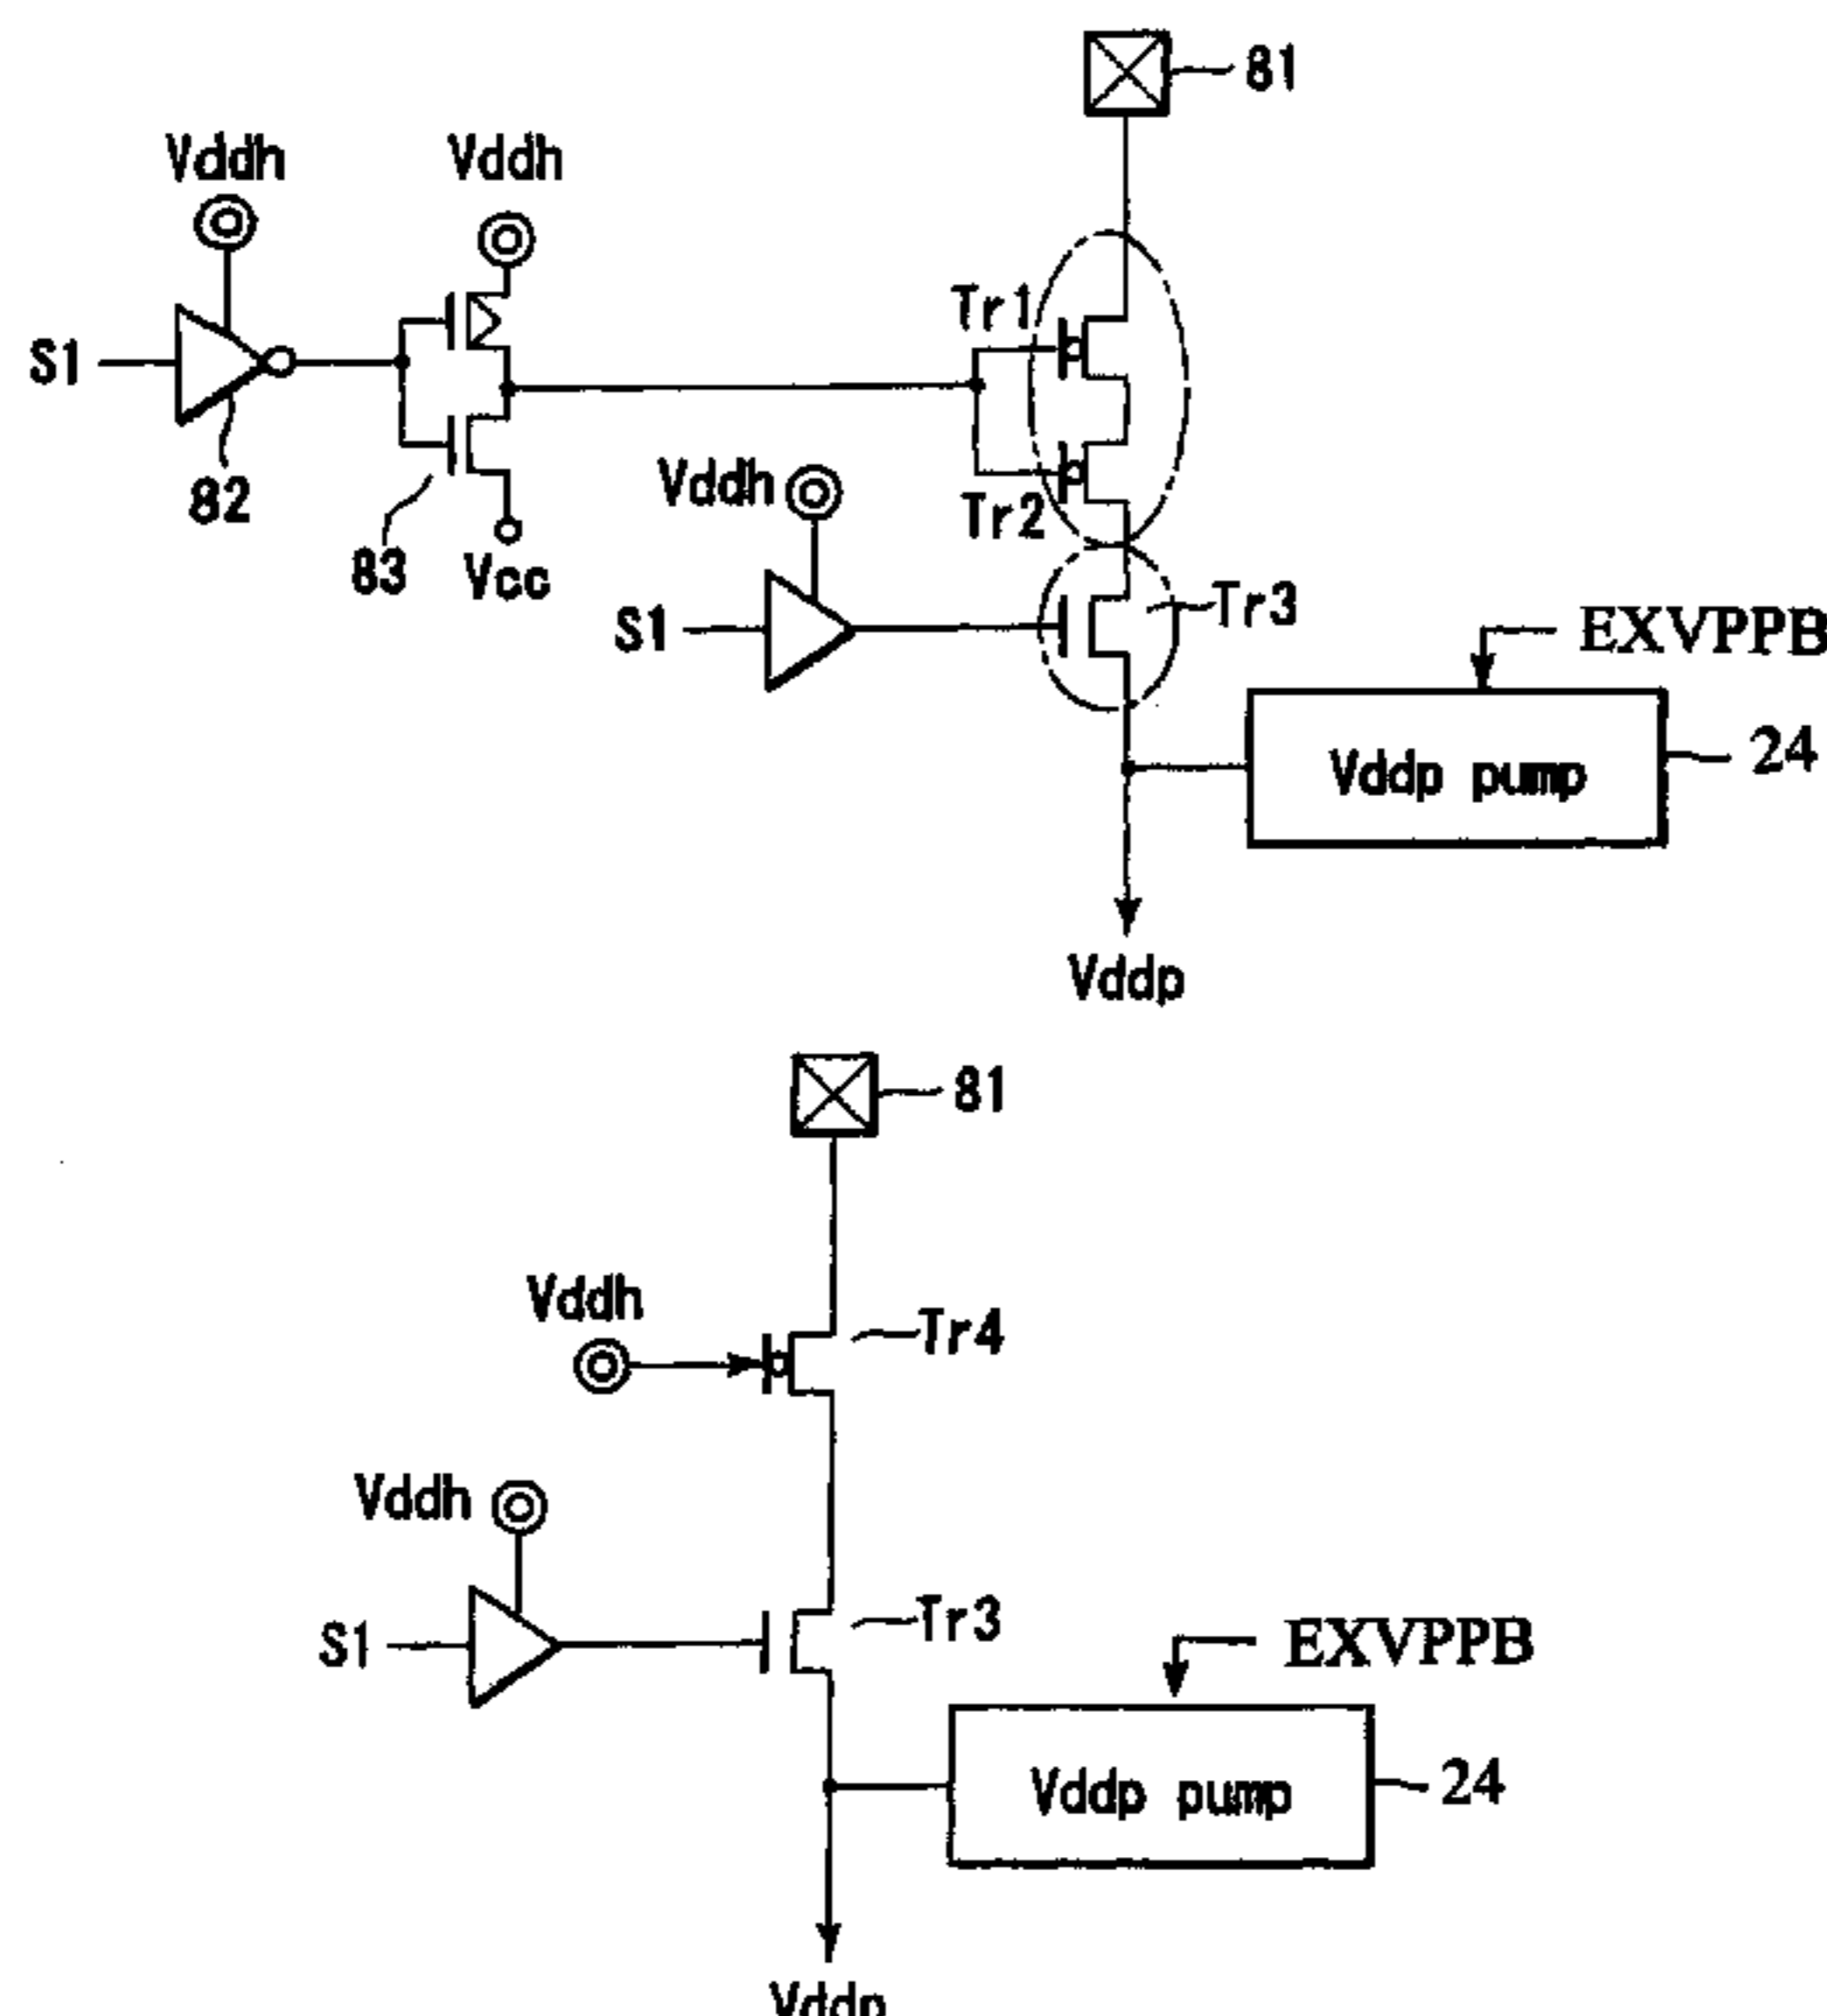 81
Vddh
Vddh
Tr1
S1
82
Vddh
Tr2
83
Vcc
S1
Tr3
EXVPPB
Vddp pump
24
Vddp
81
Vddh
Tr4
Vddh
S1
Tr3
EXVPPB
Vddp pump
24
Vddp